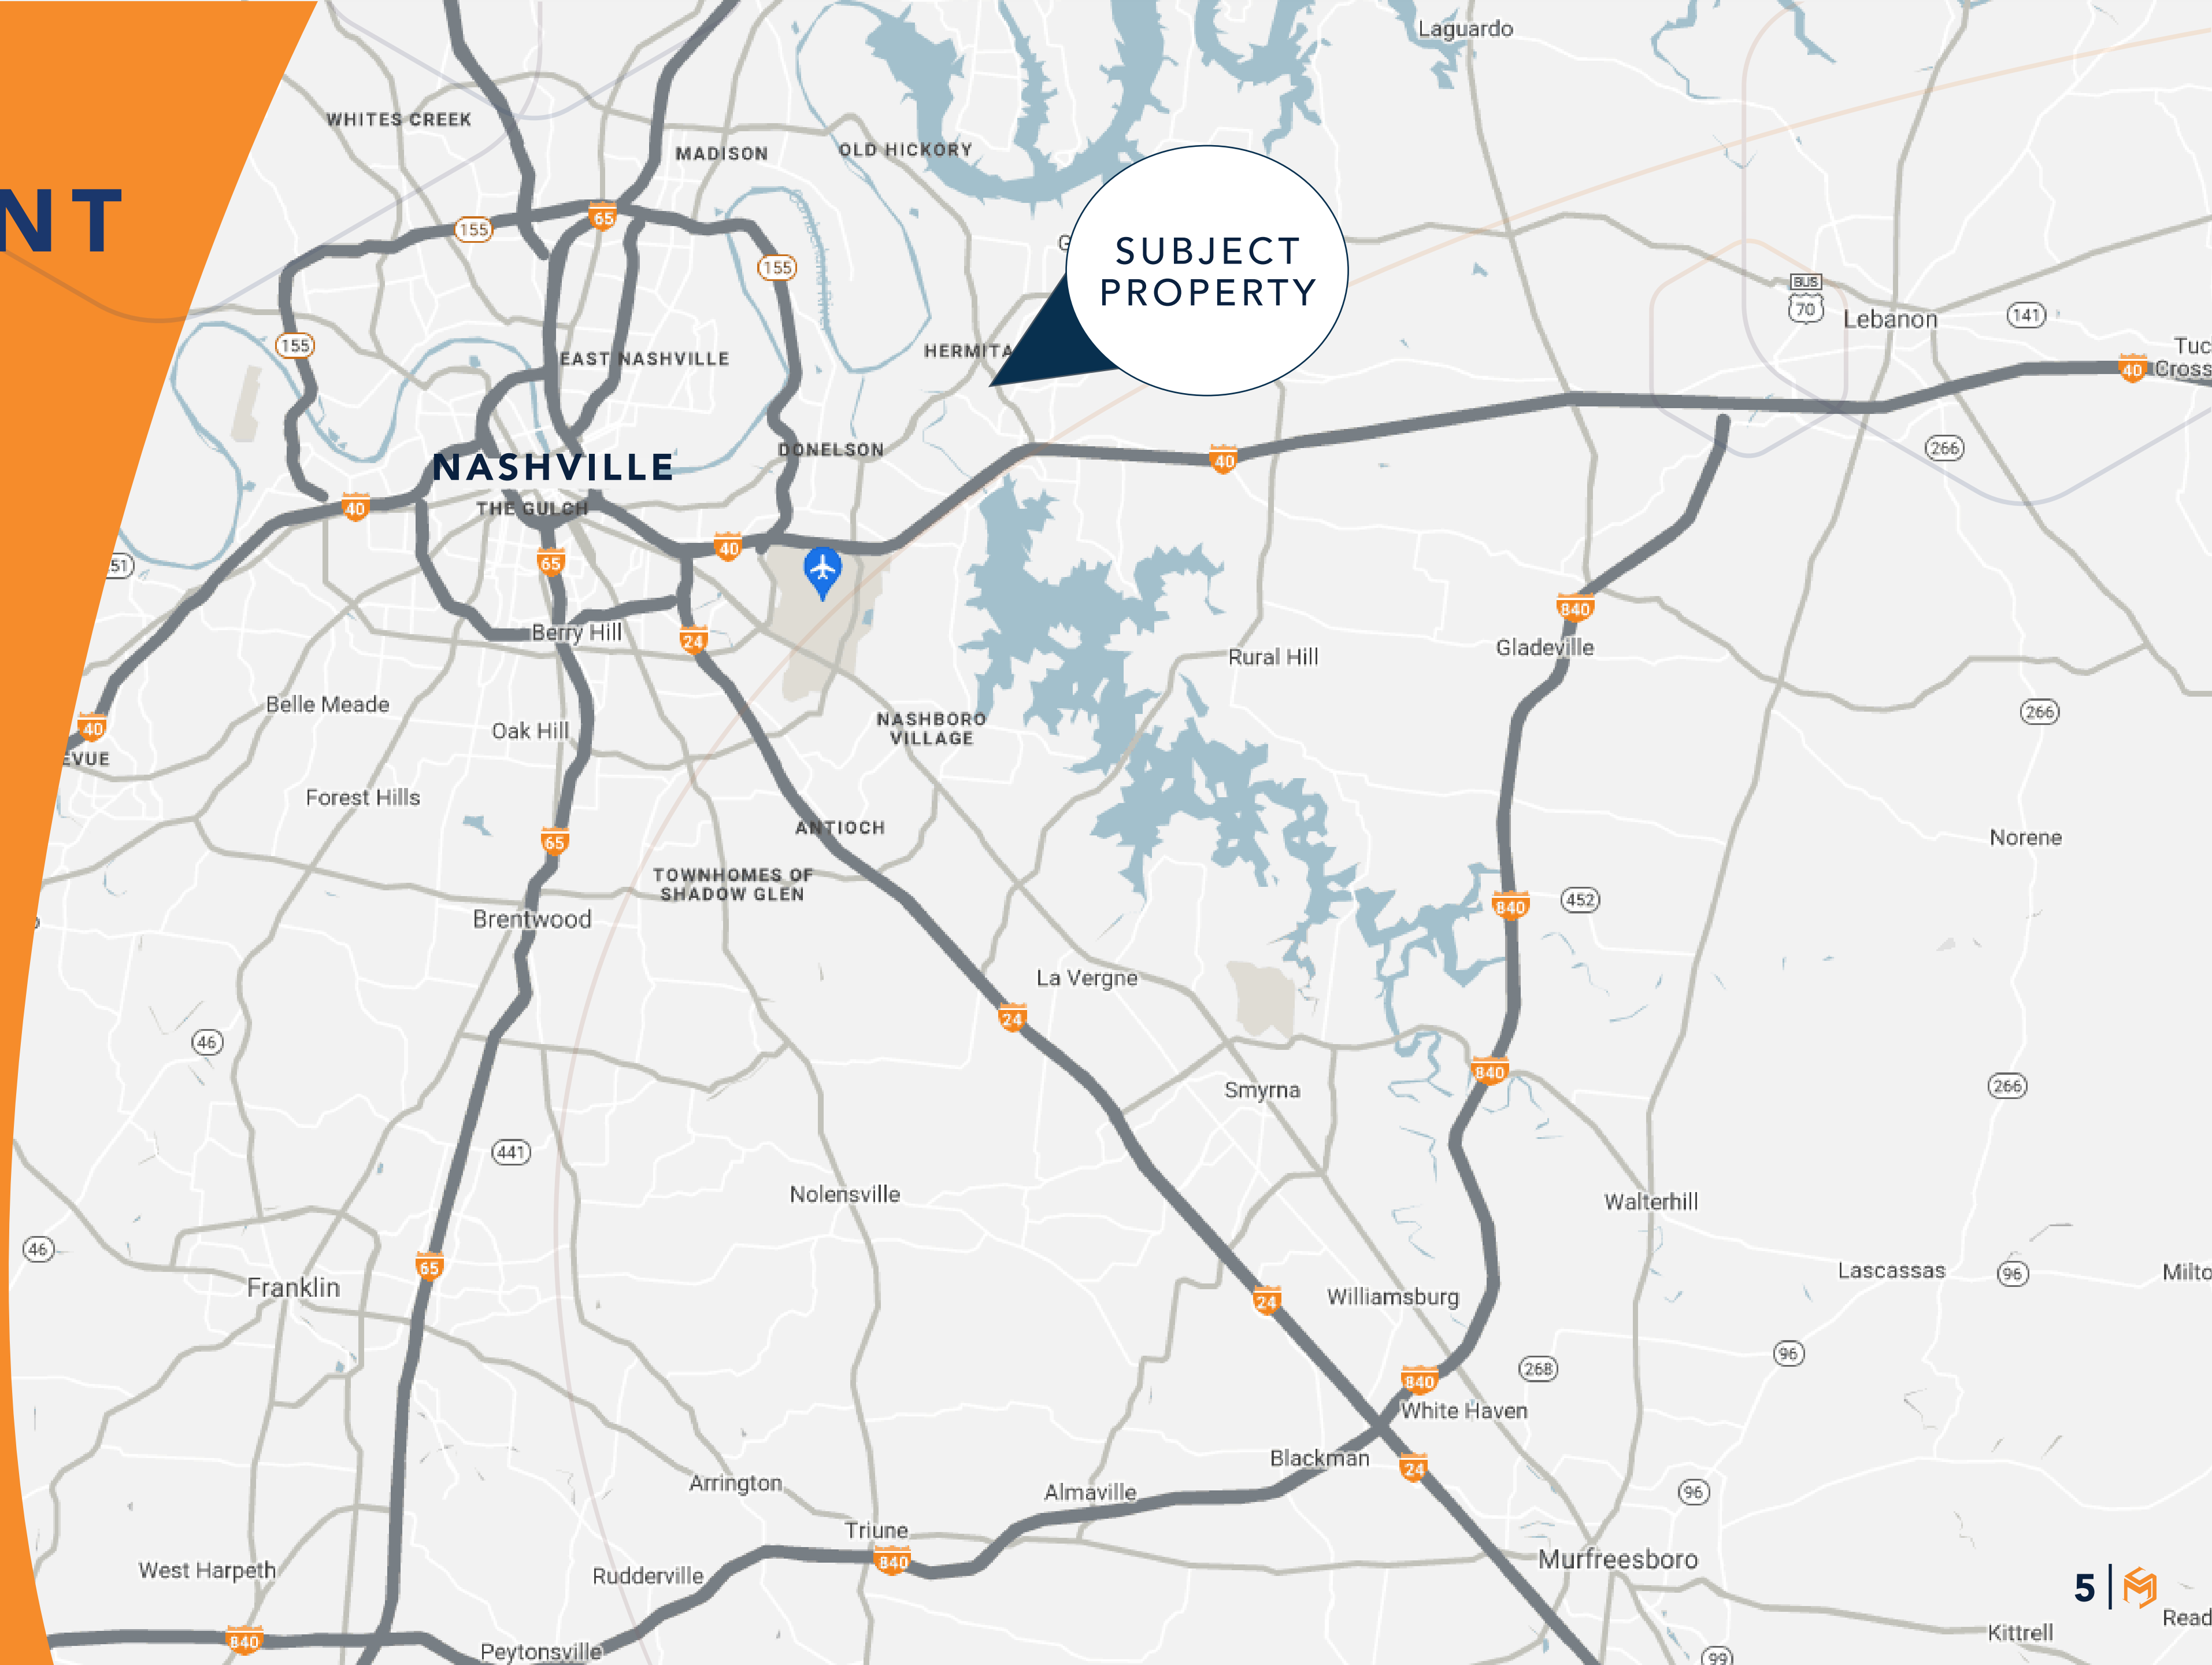 Laguardo
WHITES CREEK
MADISON
OLD HICKORY
NT
65
155
Cumberland River
155
G
SUBJECT
PROPERTY
BUS
70
Lebanon
141
155
EAST NASHVILLE
HERMITA
Tuc
Cross
40
NASHVILLE
DONELSON
40
266
40
THE GULCH
40
65
51
840
Berry Hill
24
Gladeville
Rural Hill
Belle Meade
266
40
Oak Hill
NASHBORO
VILLAGE
EVUE
Forest Hills
65
ANTIOCH
Norene
TOWNHOMES OF
SHADOW GLEN
840
452
Brentwood
La Vergne
24
46
840
Smyrna
266
441
Nolensville
Walterhill
46
65
Franklin
Lascassas
96
Milto
24
Williamsburg
96
268
840
White Haven
Blackman
24
Arrington
Almaville
96
Triune
840
Murfreesboro
West Harpeth
Rudderville
5
Read
840
Peytonsville
Kittrell
99